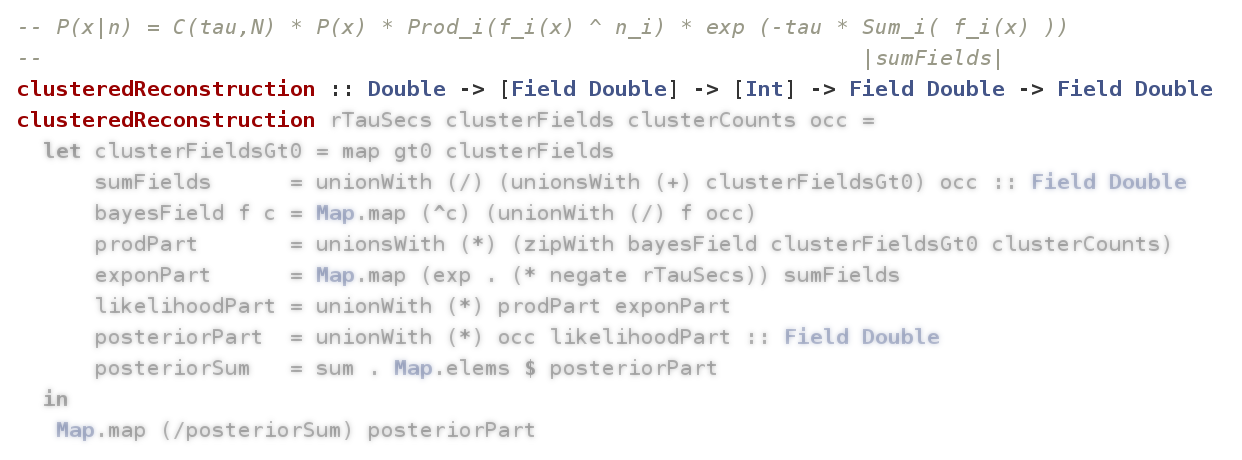 -- P(x|n) = C(tau,N) * P(x) * Prod_i(f_i(x) ^ n_i) * exp (-tau * Sum_i( f_i(x) ))
--                                                               |sumFields|
clusteredReconstruction :: Double -> [Field Double] -> [Int] -> Field Double -> Field Double
clusteredReconstruction rTauSecs clusterFields clusterCounts occ =
  let clusterFieldsGt0 = map gt0 clusterFields
      sumFields      = unionWith (/) (unionsWith (+) clusterFieldsGt0) occ :: Field Double
      bayesField f c = Map.map (^c) (unionWith (/) f occ)
      prodPart       = unionsWith (*) (zipWith bayesField clusterFieldsGt0 clusterCounts)
      exponPart      = Map.map (exp . (* negate rTauSecs)) sumFields
      likelihoodPart = unionWith (*) prodPart exponPart
      posteriorPart  = unionWith (*) occ likelihoodPart :: Field Double
      posteriorSum   = sum . Map.elems $ posteriorPart
  in
   Map.map (/posteriorSum) posteriorPart